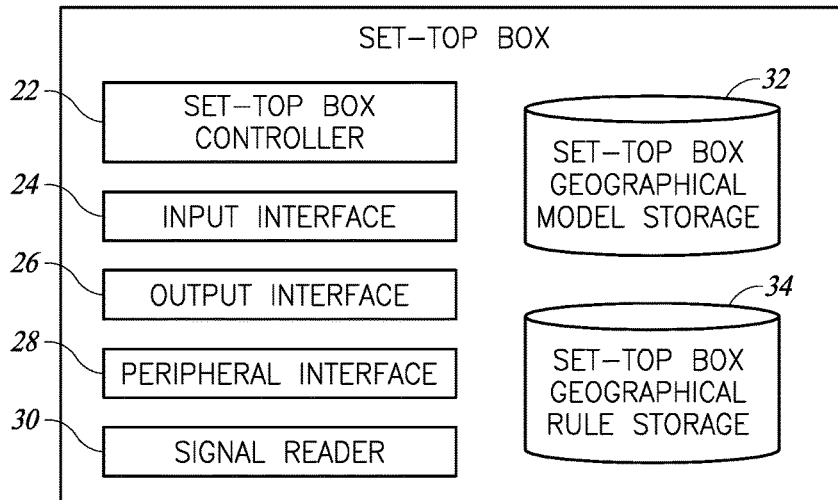 SET-TOP BOX
22
SET-TOP BOX
CONTROLLER
24
INPUT INTERFACE
26
OUTPUT INTERFACE
28
PERIPHERAL INTERFACE
30
SIGNAL READER
32
SET-TOP BOX
GEOGRAPHICAL
MODEL STORAGE
34
SET-TOP BOX
GEOGRAPHICAL
RULE STORAGE